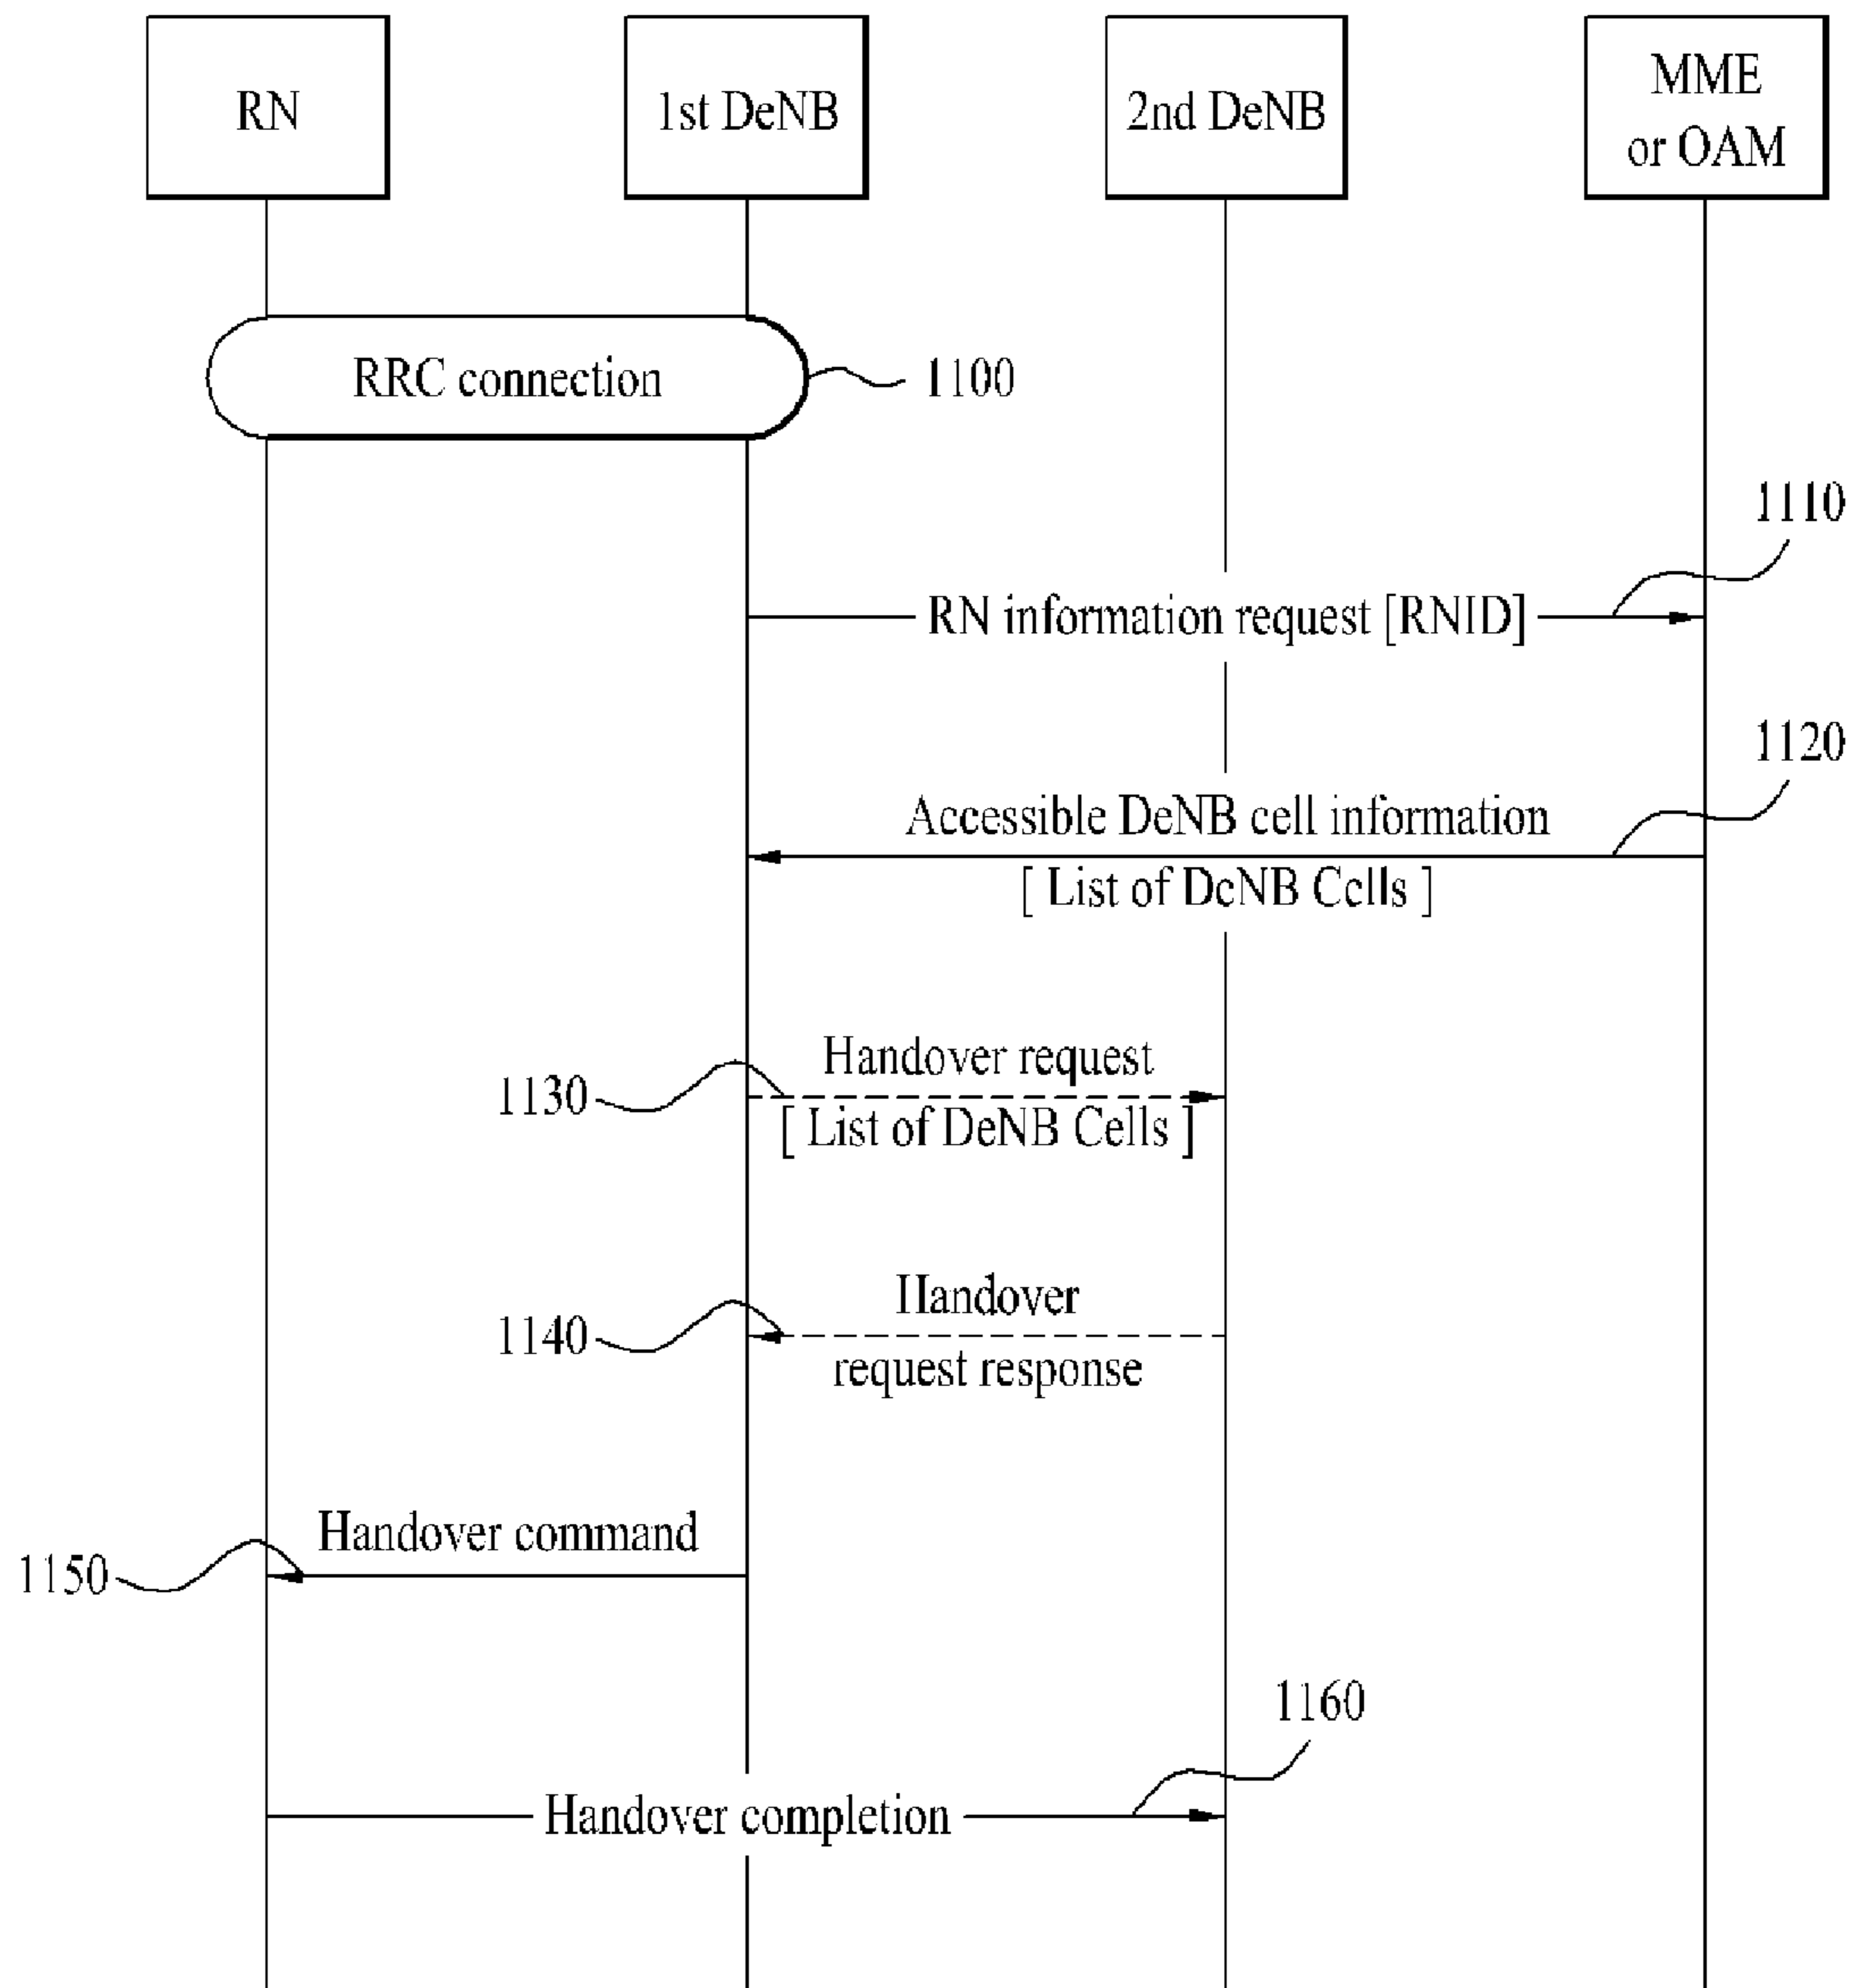 RN
1st DeNB
2nd DeNB
MME
or OAM
RRC connection
1100
1110
RN information request [RNID]
1120
Accessible DeNB cell information
[ List of DeNB Cells ]
Handover request
1130
[ List of DeNB Cells ]
Handover
1140
request response
Handover command
1150
1160
Handover completion